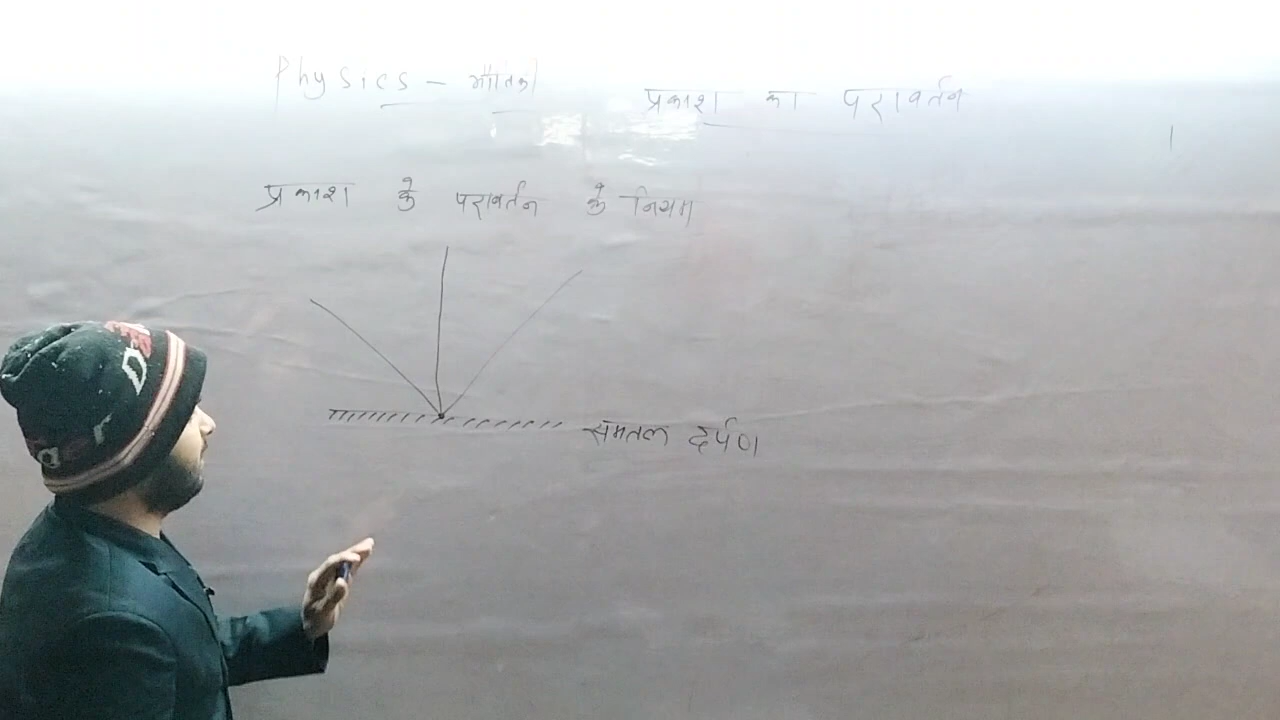 Physics - भौतिकी
प्रकाश का परावर्तन
प्रकाश के परावर्तन के नियम
समतल दर्पण